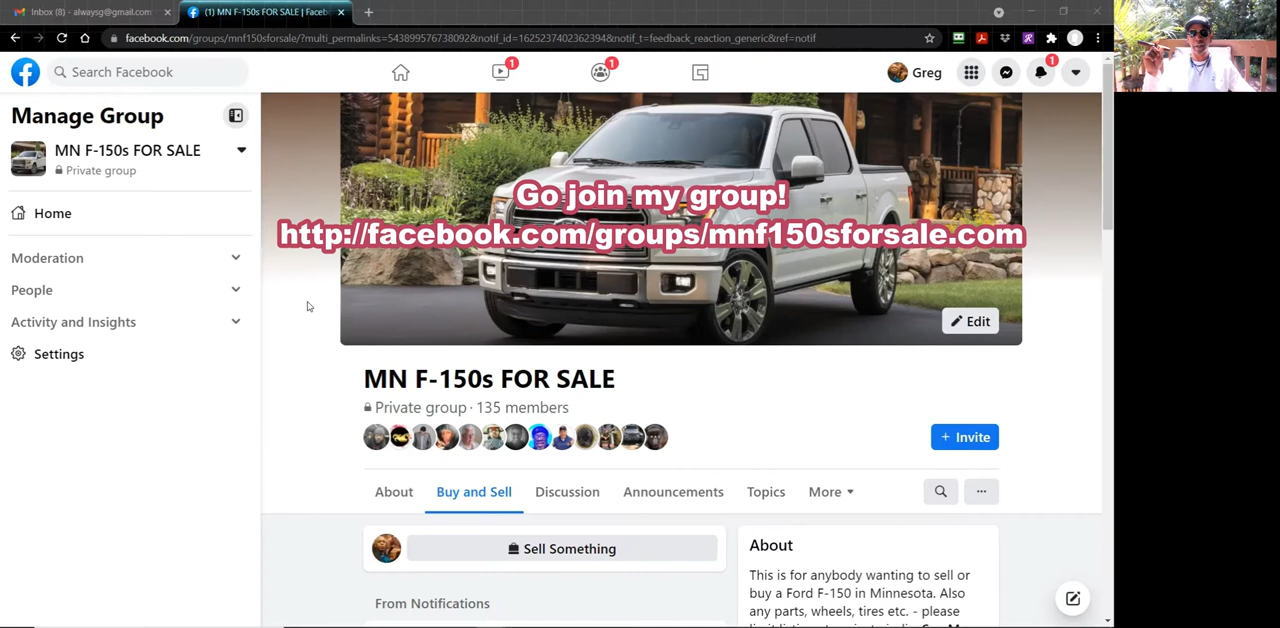 Inbox (8) - alwaysg@gmail.com
(1) MN F-150s FOR SALE | Faceb
facebook.com/groups/mnf150sforsale/?multi_permalinks=543899576738092&notif_id=1625237402362394&notif_t=feedback_reaction_generic&ref=notif
Search Facebook
1
1
Greg
1
Manage Group
MN F-150s FOR SALE
Private group
Home
Moderation
People
Activity and Insights
Settings
Go join my group!
http://facebook.com/groups/mnf150sforsale.com
Edit
MN F-150s FOR SALE
Private group · 135 members
+ Invite
About
Buy and Sell
Discussion
Announcements
Topics
More
Sell Something
From Notifications
About
This is for anybody wanting to sell or
buy a Ford F-150 in Minnesota. Also
any parts, wheels, tires etc. - please